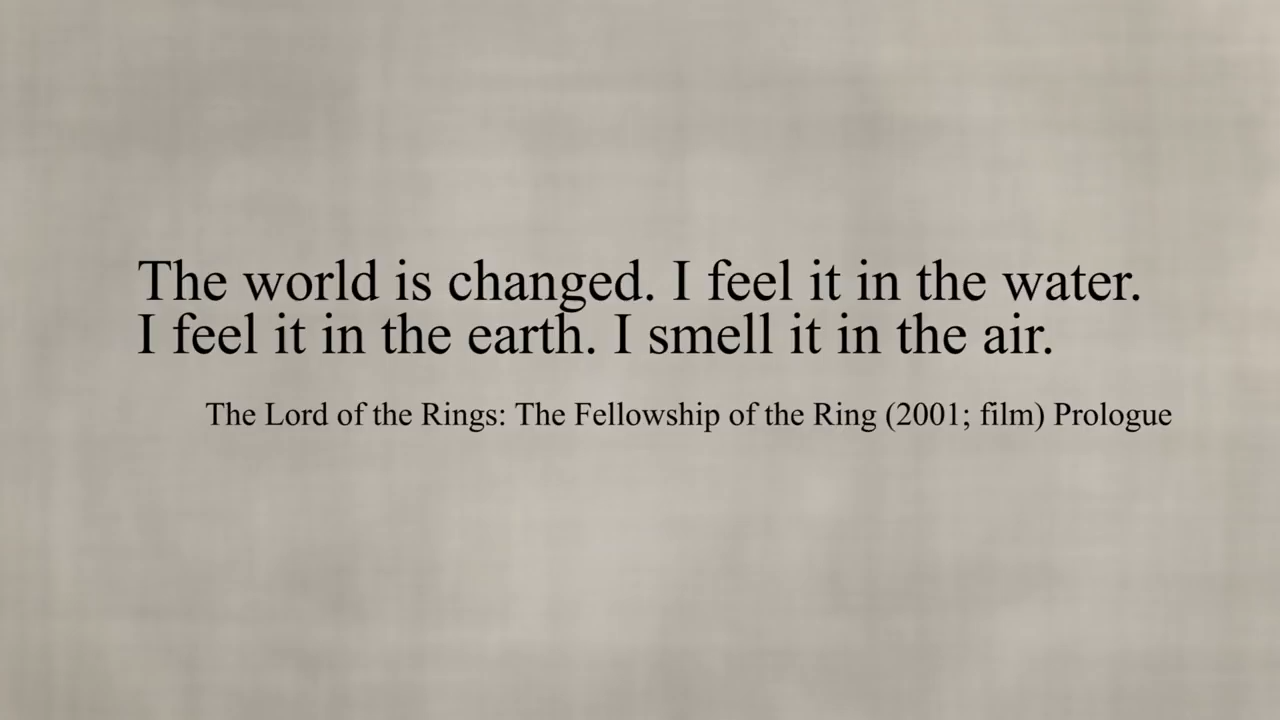 The world is changed. I feel it in the water.
I feel it in the earth. I smell it in the air.
The Lord of the Rings: The Fellowship of the Ring (2001; film) Prologue